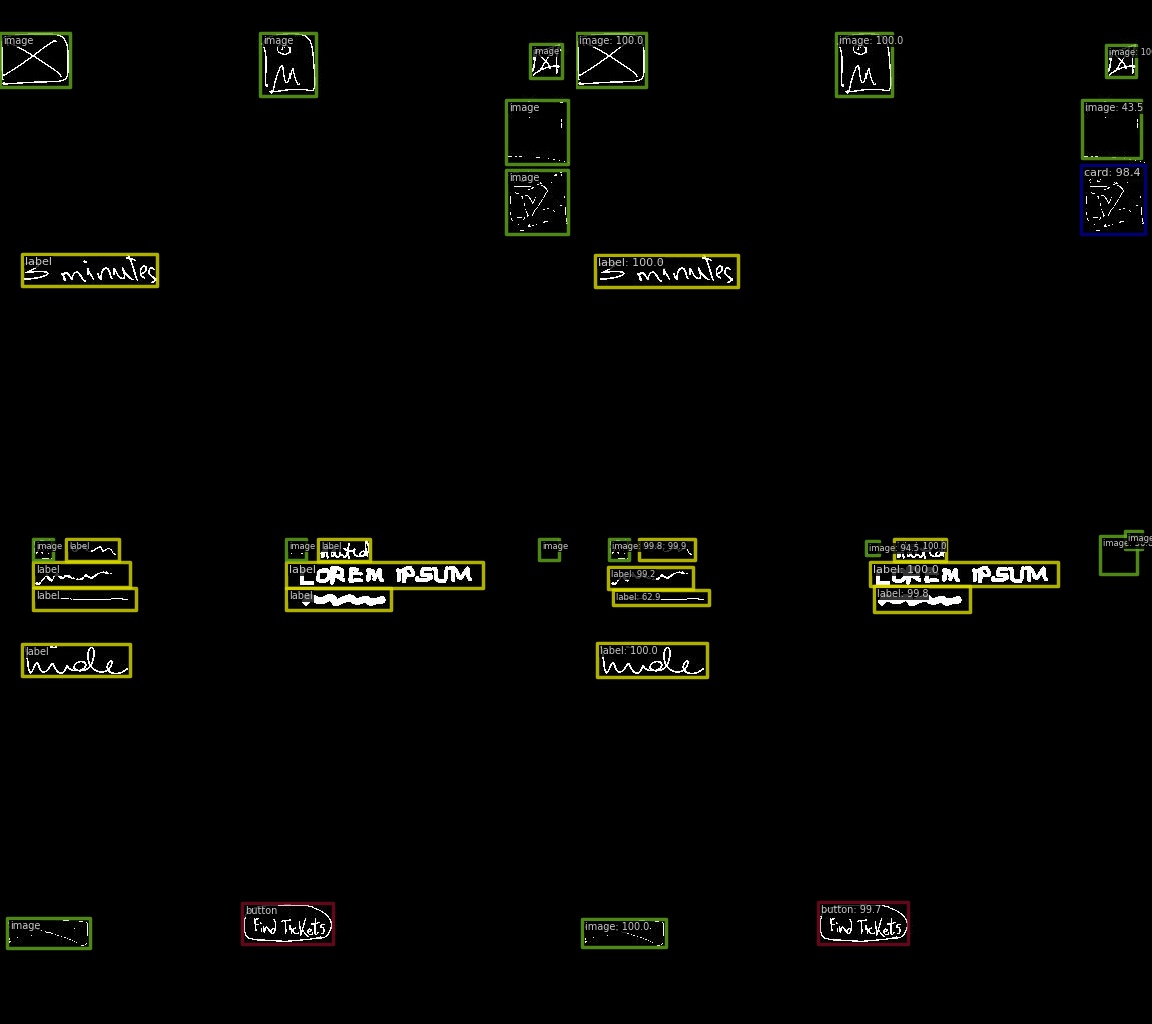 image image image image: 100.0 image: 100.0
image image: 43.5
image card: 98.4
label label: 100.0
5 minutes 5 minutes
image label image label image image: 99.8 99.9 image: 94.5 100.0
label label label: 99.2 label: 100.0
LOREM IPSUM LOREM IPSUM
label label label: 62.9 label: 99.8
label label: 100.0
image button image: 100.0 button: 99.7
Find Tickets Find Tickets